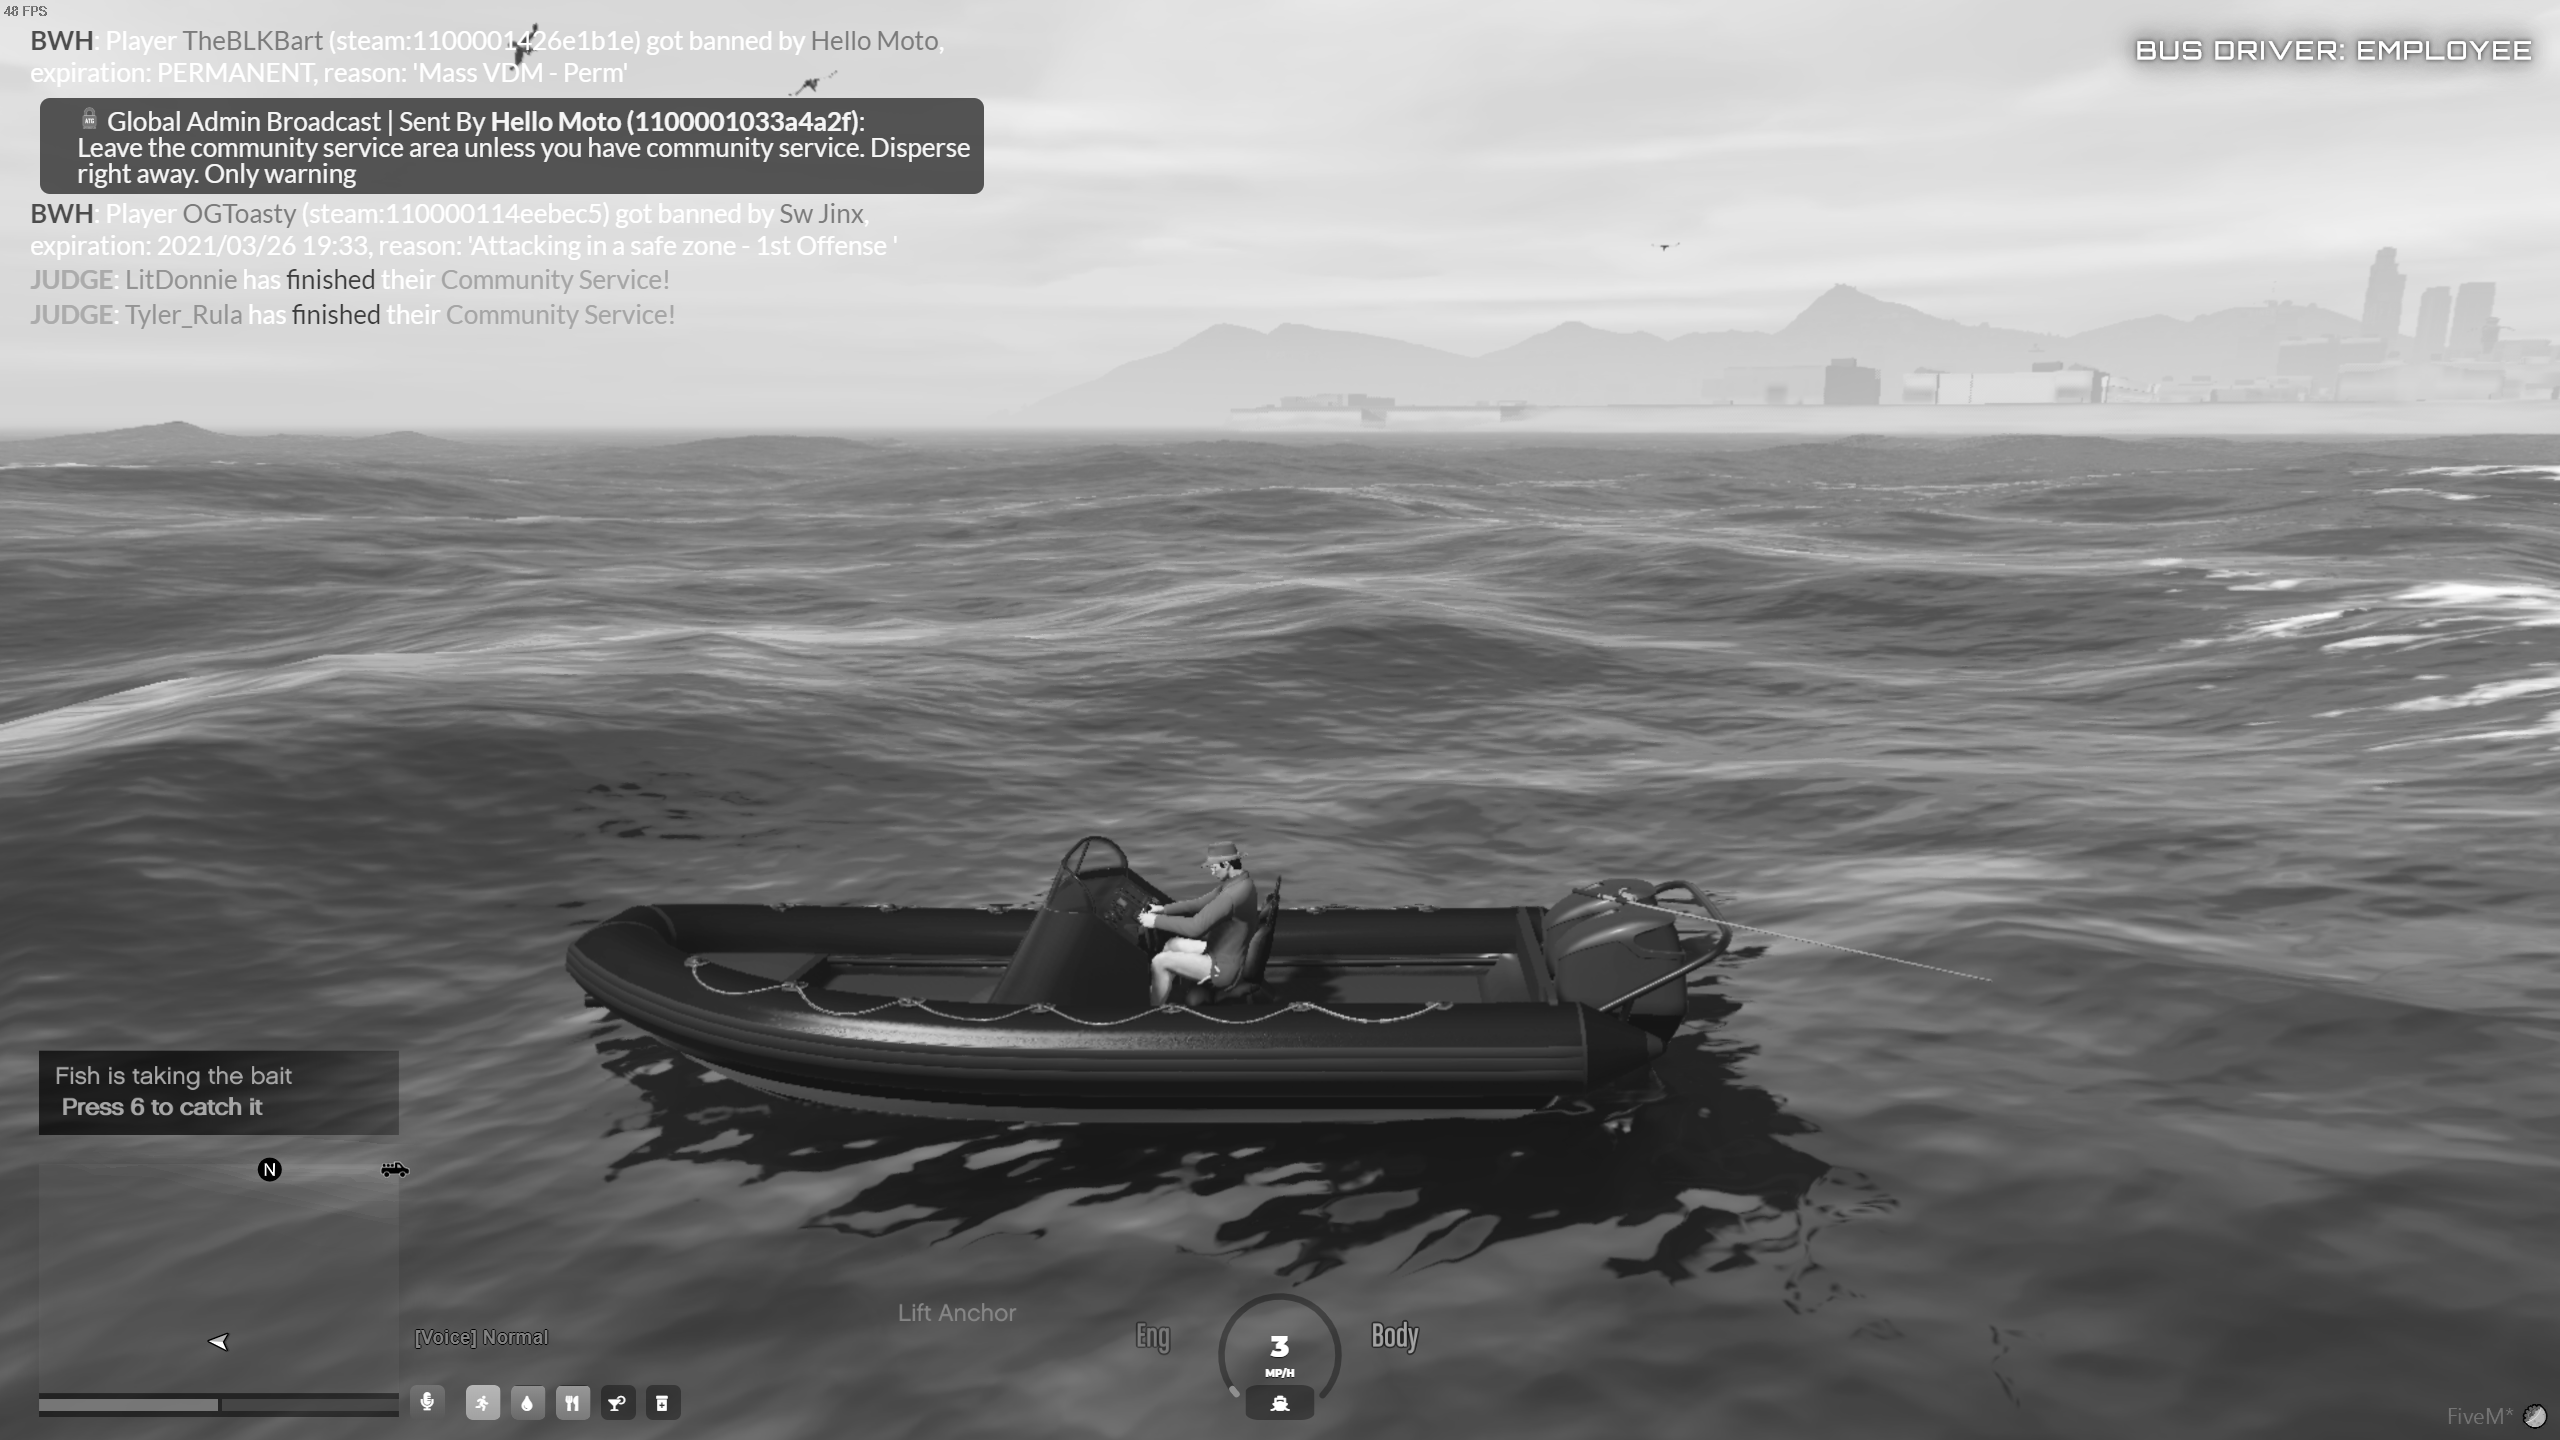 48 FPS
BWH: Player TheBLKBart (steam:1100001426e1b1e) got banned by Hello Moto,
expiration: PERMANENT, reason: 'Mass VDM - Perm'
BUS DRIVER: EMPLOYEE
Global Admin Broadcast | Sent By Hello Moto (1100001033a4a2f):
Leave the community service area unless you have community service. Disperse
right away. Only warning
BWH: Player OGToasty (steam:110000114eebec5) got banned by Sw Jinx,
expiration: 2021/03/26 19:33, reason: 'Attacking in a safe zone - 1st Offense '
JUDGE: LitDonnie has finished their Community Service!
JUDGE: Tyler_Rula has finished their Community Service!
Fish is taking the bait
Press 6 to catch it
N
Lift Anchor
[Voice] Normal
Eng
3
MP/H
Body
FiveM*